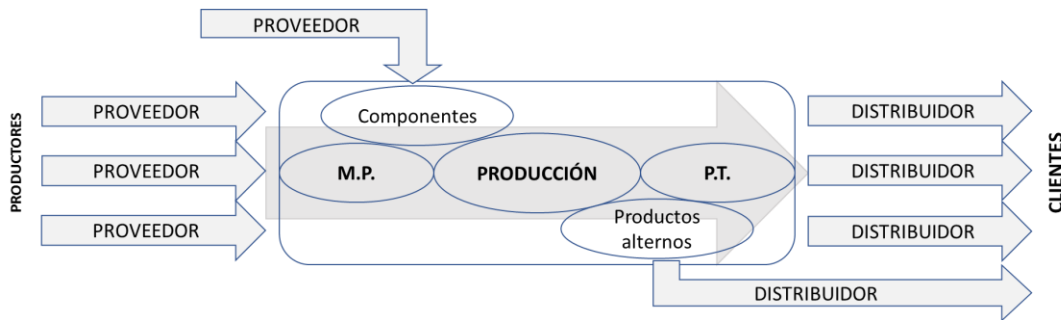 PROVEEDOR
PRODUCTORES
PROVEEDOR
PROVEEDOR
PROVEEDOR
Componentes
M.P.
PRODUCCIÓN
P.T.
Productos
alternos
DISTRIBUIDOR
DISTRIBUIDOR
DISTRIBUIDOR
DISTRIBUIDOR
CLIENTES